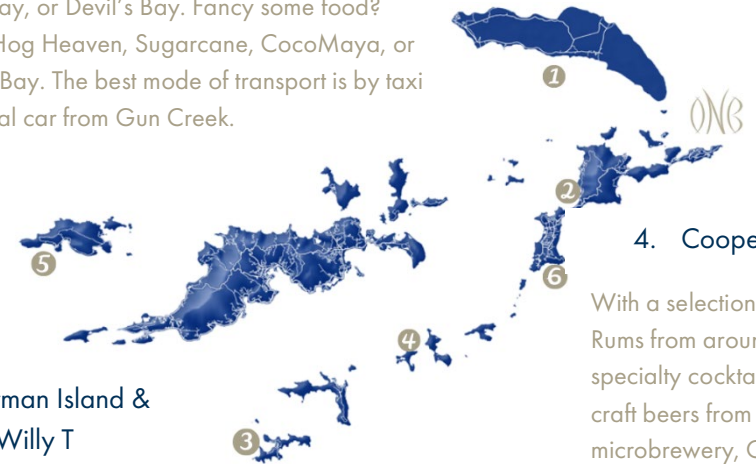 ay, or Devil's Bay. Fancy some food?
Hog Heaven, Sugarcane, CocoMaya, or
Bay. The best mode of transport is by taxi
al car from Gun Creek.
1
ONB
2
4. Coope
5
6
With a selection
Rums from aroun
specialty cockta
craft beers from
microbrewery, C
4
man Island &
Willy T
3